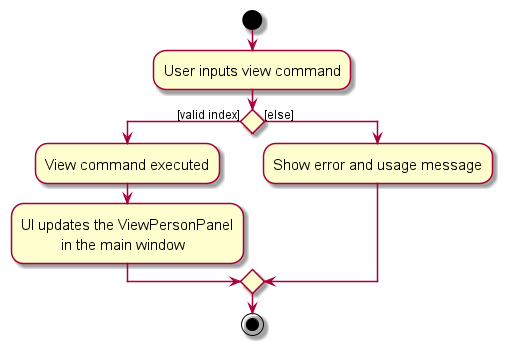 User inputs view command
[valid index]
[else]
View command executed
Show error and usage message
UI updates the ViewPersonPanel
in the main window